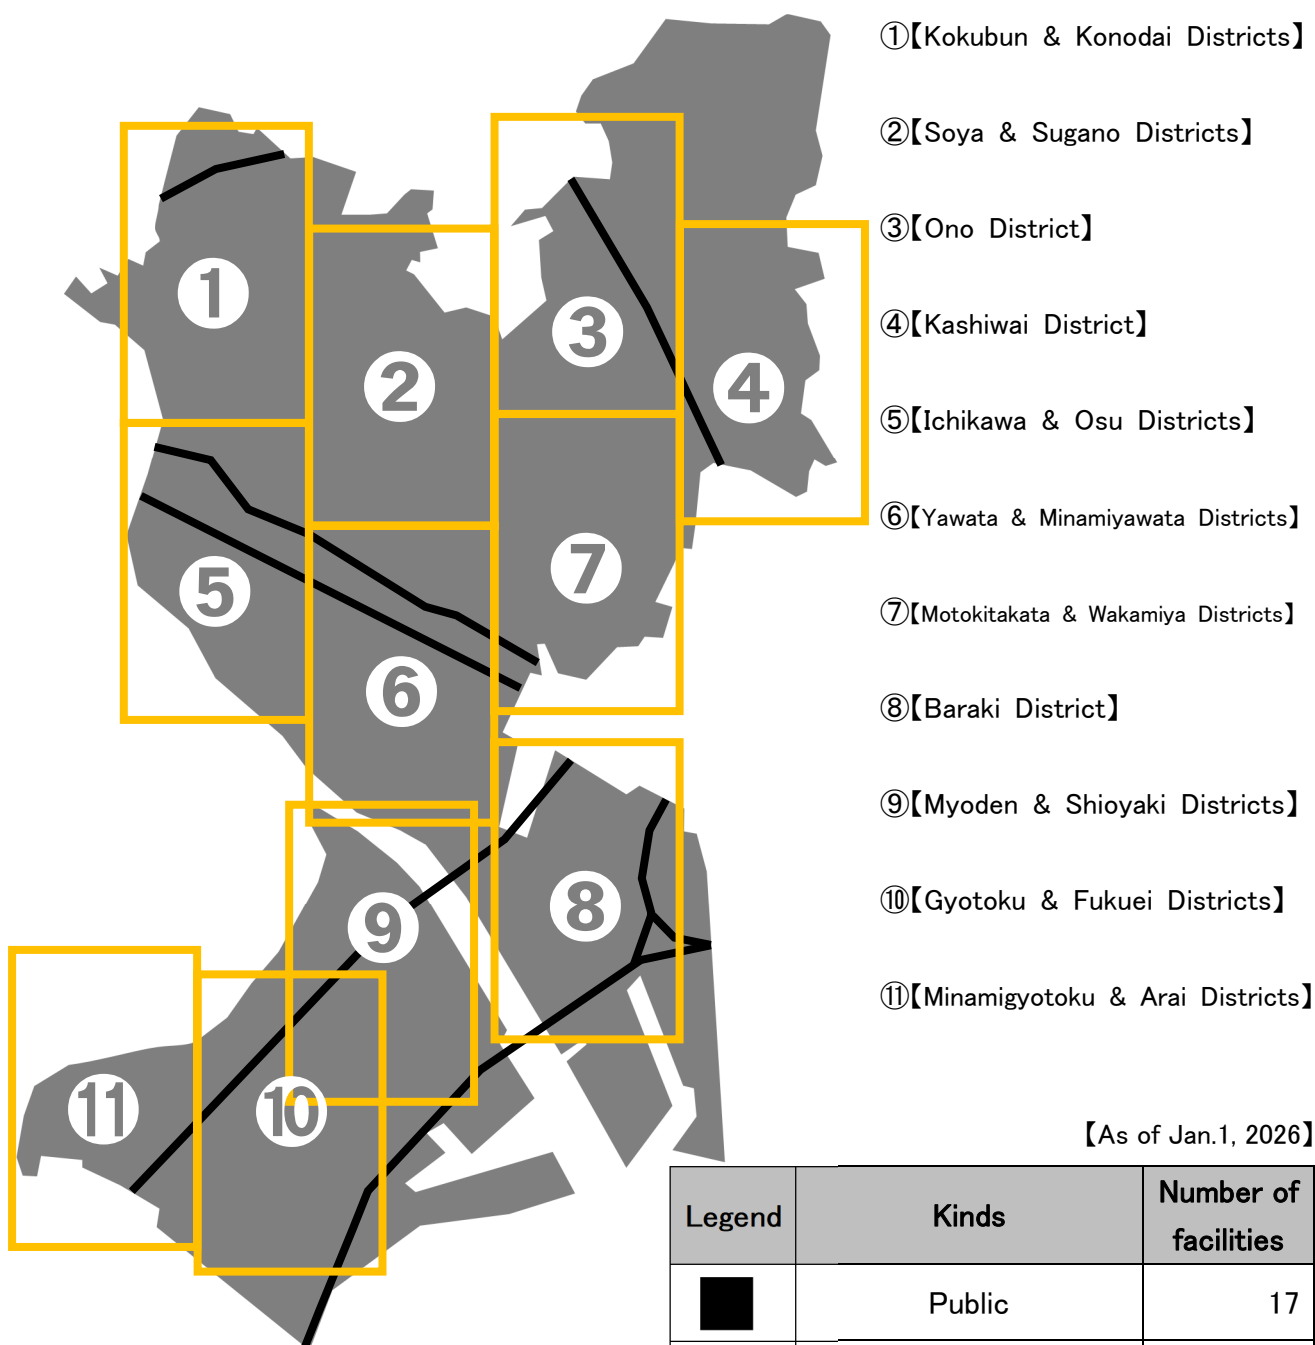 ①【Kokubun & Konodai Districts】
②【Soya & Sugano Districts】
③【Ono District】
④【Kashiwai District】
⑤【Ichikawa & Osu Districts】
⑥【Yawata & Minamiyawata Districts】
⑦【Motokitakata & Wakamiya Districts】
⑧【Baraki District】
⑨【Myoden & Shioyaki Districts】
⑩【Gyotoku & Fukuei Districts】
⑪【Minamigyotoku & Arai Districts】
1
2
3
4
5
6
7
8
9
10
11
【As of Jan.1, 2026】
Legend Kinds Number of
facilities
Public 17